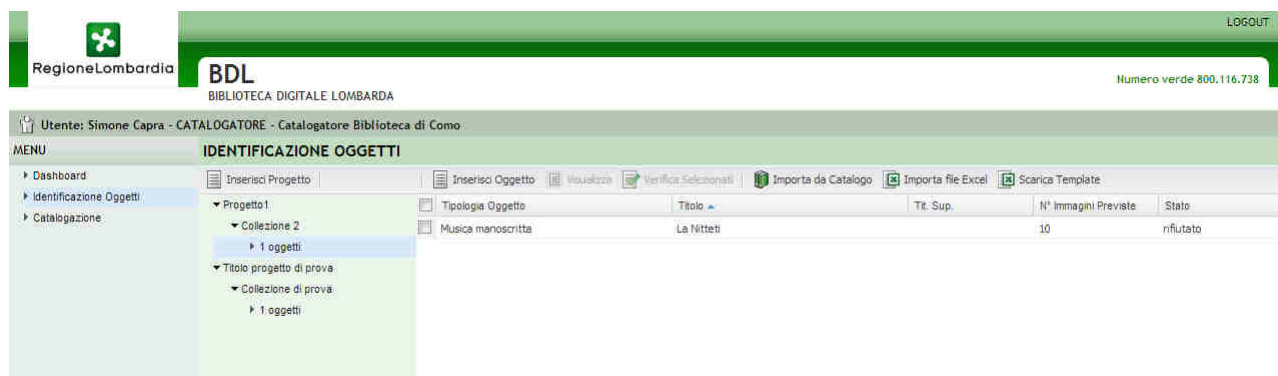 LOGOUT
RegioneLombardia
BDL
BIBLIOTECA DIGITALE LOMBARDA
Numero verde 800.116.738
Utente: Simone Capra - CATALOGATORE - Catalogatore Biblioteca di Como
MENU
IDENTIFICAZIONE OGGETTI
Dashboard
Identificazione Oggetti
Catalogazione
Inserisci Progetto
Inserisci Oggetto Visualizza Verifica Selezionati Importa da Catalogo Importa file Excel Scarica Template
Progetto1
Collezione 2
1 oggetti
Titolo progetto di prova
Collezione di prova
1 oggetti
Tipologia Oggetto Titolo Tit. Sup. N° Immagini Previste Stato
Musica manoscritta La Nitteti 10 rifiutato